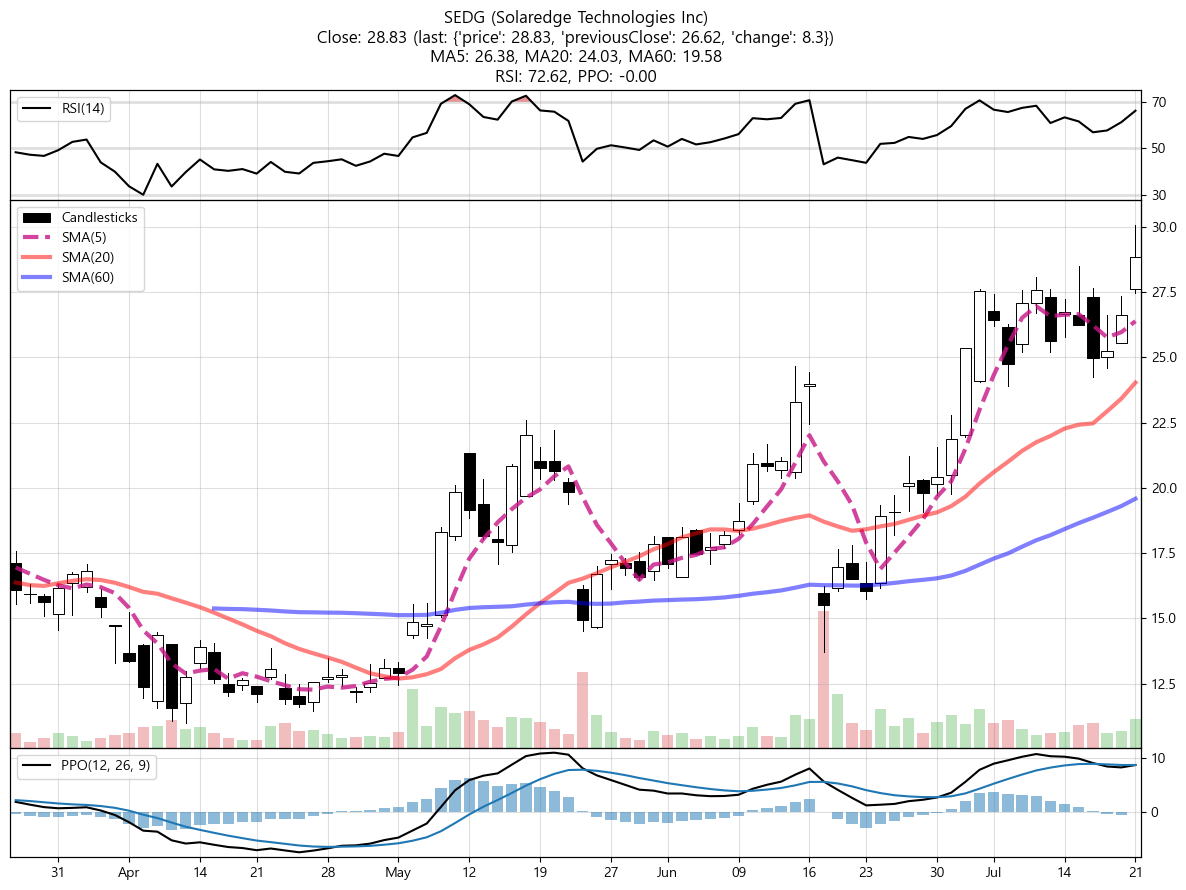 SEDG (Solaredge Technologies Inc)
Close: 28.83 (last: {'price': 28.83, 'previousClose': 26.62, 'change': 8.3})
MA5: 26.38, MA20: 24.03, MA60: 19.58
RSI: 72.62, PPO: -0.00
RSI(14)
70
50
30
Candlesticks
SMA(5)
SMA(20)
SMA(60)
30.0
27.5
25.0
22.5
20.0
17.5
15.0
12.5
PPO(12, 26, 9)
10
0
31 Apr 14 21 28 May 12 19 27 Jun 09 16 23 30 Jul 14 21